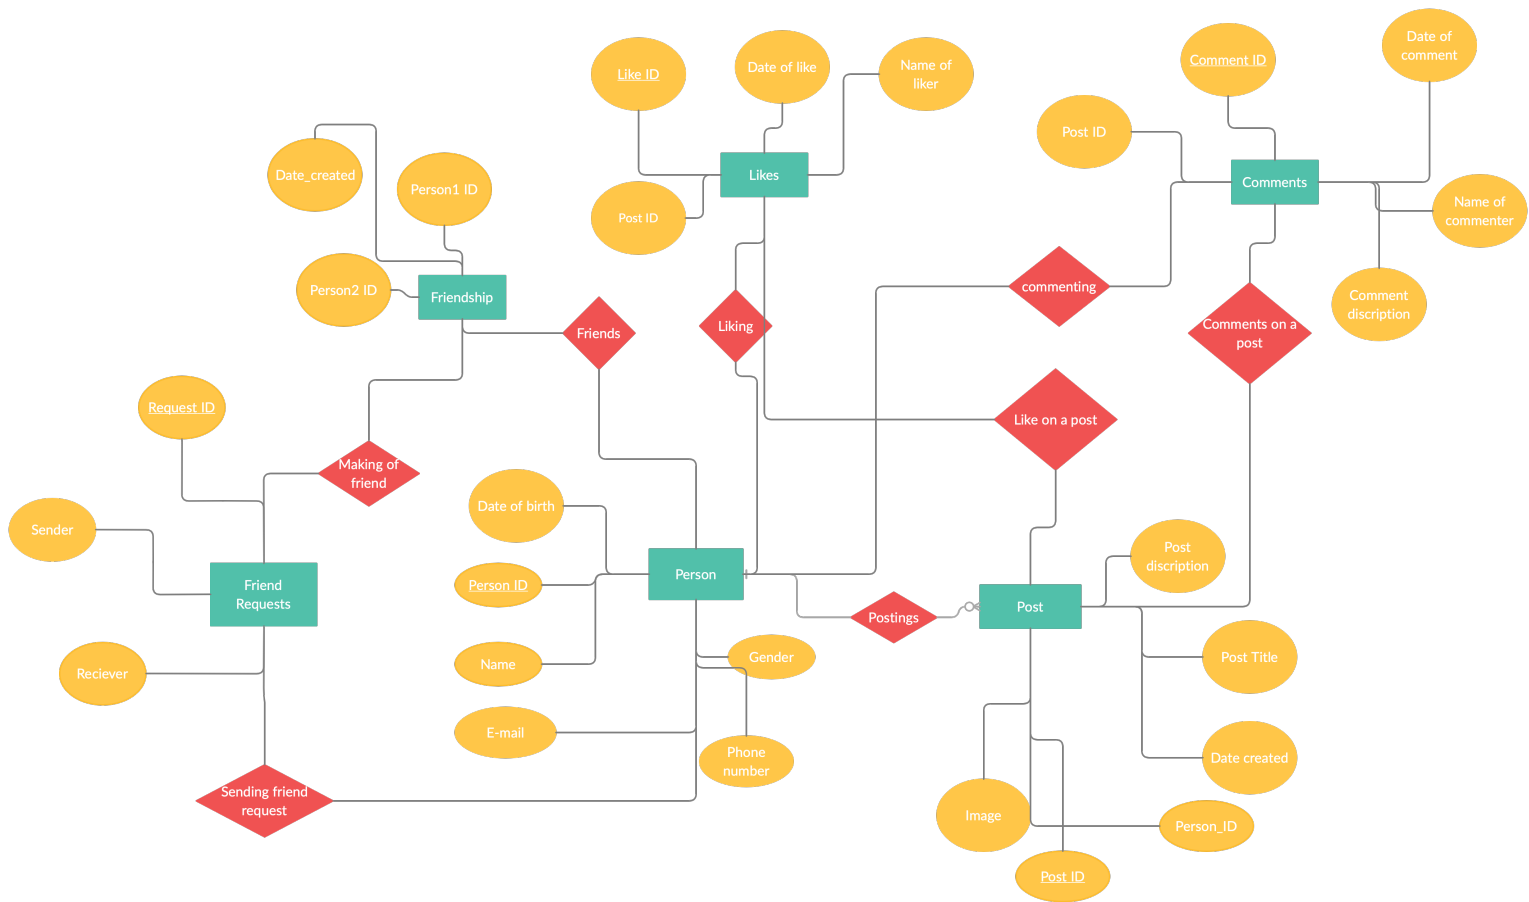 Date of
comment
Comment ID
Like ID
Date of like
Name of
liker
Post ID
Date_created
Person1 ID
Likes
Comments
Post ID
Name of
commenter
Person2 ID
Friendship
commenting
Comment
discription
Friends
Liking
Comments on a
post
Request ID
Like on a post
Making of
friend
Date of birth
Sender
Post
discription
Person
Person ID
Friend
Requests
Post
Postings
Name
Gender
Post Title
Reciever
E-mail
Phone
number
Date created
Sending friend
request
Image
Person_ID
Post ID